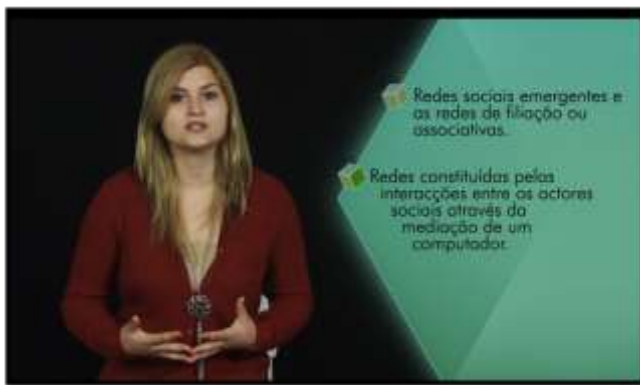 Redes sociais emergentes e
as redes de filiação ou
associativas.
Redes constituídas pelas
interacções entre os actores
sociais através da
mediação de um
computador.